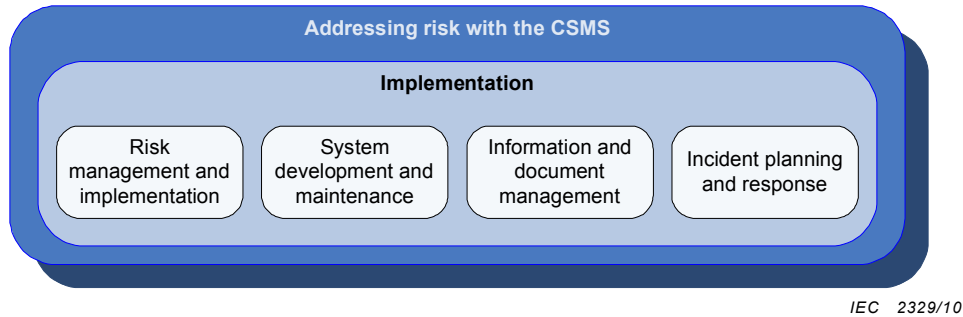 Addressing risk with the CSMS
Implementation
Risk
management and
implementation
System
development and
maintenance
Information and
document
management
Incident planning
and response
IEC 2329/10